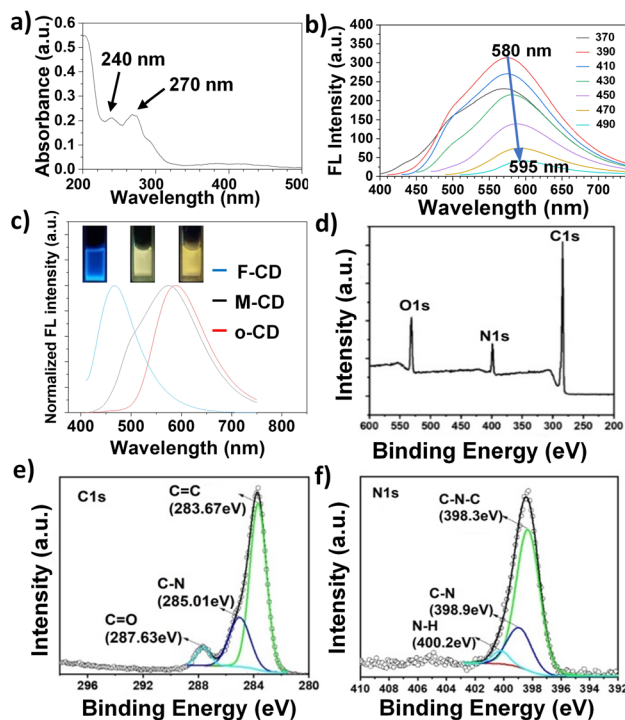 a)
Absorbance (a.u.)
0.6
0.5
0.4
0.3
0.2
0.1
0.0
240 nm
270 nm
200
300
400
500
Wavelength (nm)
b)
FL Intensity (a.u.)
400
350
300
250
200
150
100
50
0
580 nm
595 nm
370
390
410
430
450
470
490
400 450 500 550 600 650 700
Wavelength (nm)
c)
Normalized FL intensity (a.u.)
F-CD
M-CD
o-CD
400 500 600 700 800
Wavelength (nm)
d)
Intensity (a.u.)
O1s
N1s
C1s
600 550 500 450 400 350 300 250 200
Binding Energy (eV)
e)
Intensity (a.u.)
C1s
C=C
(283.67eV)
C-N
(285.01eV)
C=O
(287.63eV)
296 292 288 284 280
Binding Energy (eV)
f)
Intensity (a.u.)
N1s
C-N-C
(398.3eV)
C-N
(398.9eV)
N-H
(400.2eV)
410 408 406 404 402 400 398 396 394 392
Binding Energy (eV)